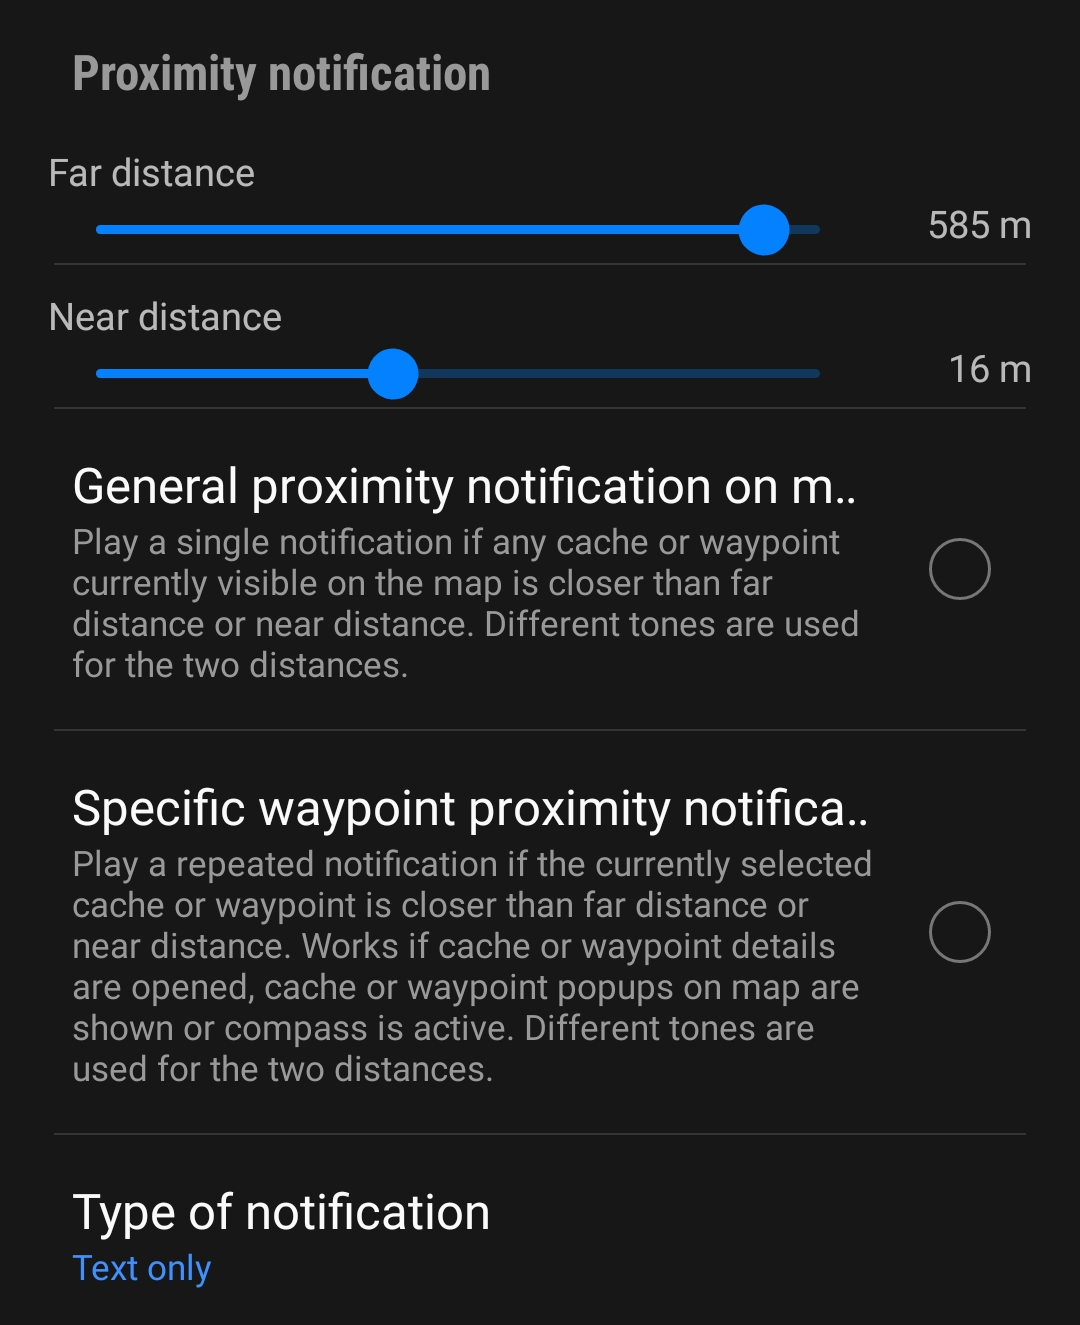 Proximity notification
Far distance
585 m
Near distance
16 m
General proximity notification on m..
Play a single notification if any cache or waypoint
currently visible on the map is closer than far
distance or near distance. Different tones are used
for the two distances.
Specific waypoint proximity notifica..
Play a repeated notification if the currently selected
cache or waypoint is closer than far distance or
near distance. Works if cache or waypoint details
are opened, cache or waypoint popups on map are
shown or compass is active. Different tones are
used for the two distances.
Type of notification
Text only